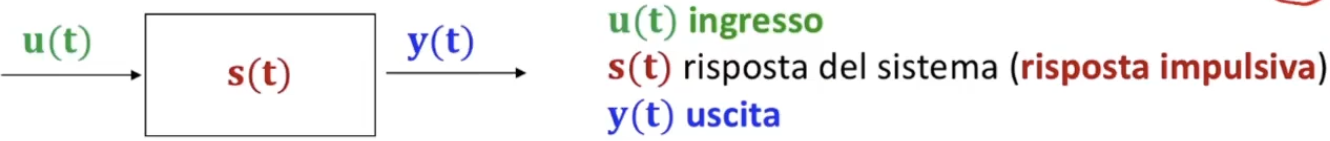 u(t)
s(t)
y(t)
u(t) ingresso
s(t) risposta del sistema (risposta impulsiva)
y(t) uscita